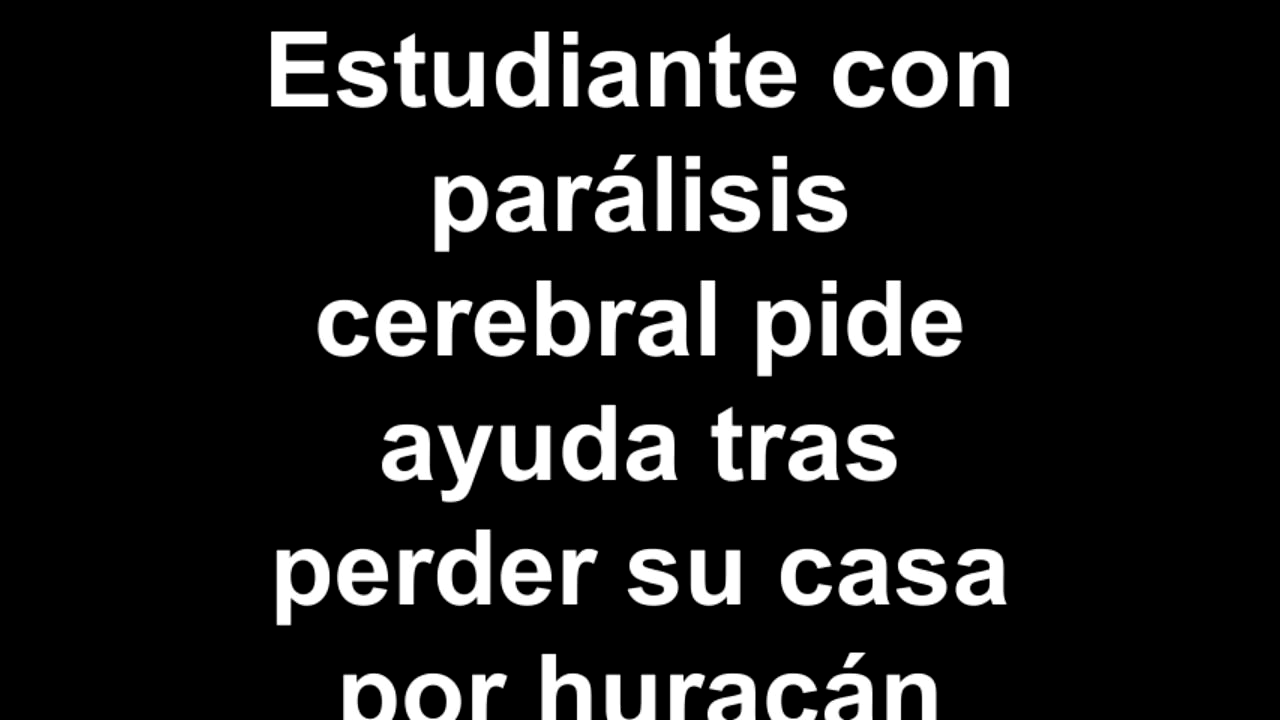 Estudiante con
parálisis
cerebral pide
ayuda tras
perder su casa
por huracán